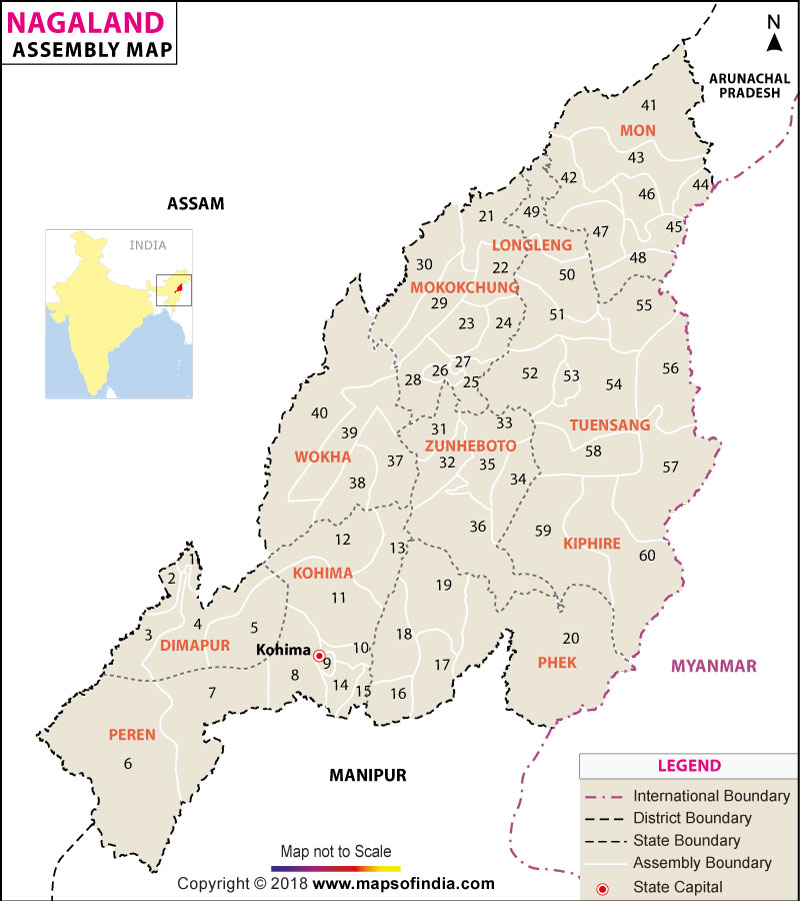 NAGALAND
ASSEMBLY MAP
N
ARUNACHAL
PRADESH
41
MON
43
42
46
44
ASSAM
21
49
47
45
INDIA
LONGLENG
48
30
22
50
MOKOKCHUNG
29
55
23
24
51
27
28
26
25
52
53
54
56
40
39
31
33
TUENSANG
WOKHA
37
ZUNHEBOTO
32
35
58
57
38
34
36
59
12
13
KIPHIRE
60
1
2
KOHIMA
19
11
3
4
5
18
20
DIMAPUR
Kohima
9
10
17
PHEK
MYANMAR
8
14
15
16
7
PEREN
6
MANIPUR
LEGEND
International Boundary
District Boundary
State Boundary
Assembly Boundary
State Capital
Map not to Scale
Copyright © 2018 www.mapsofindia.com